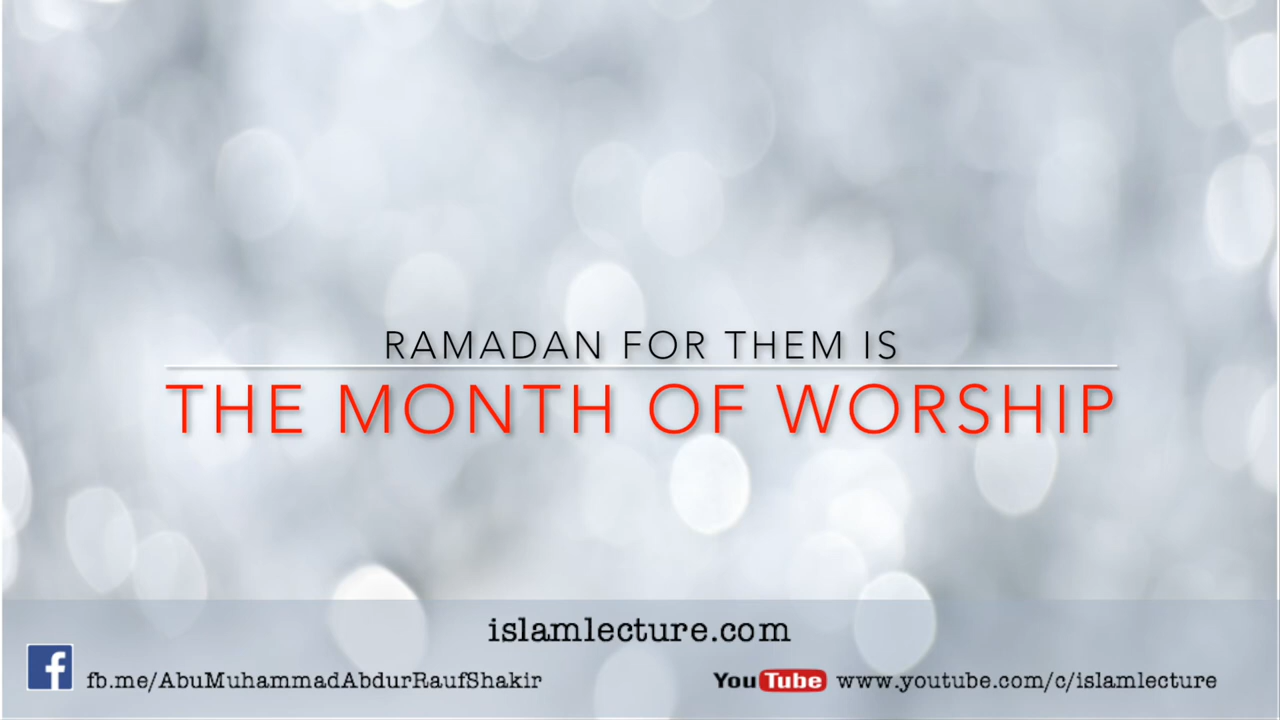 RAMADAN FOR THEM IS
THE MONTH OF WORSHIP
islamlecture.com
f fb.me/AbuMuhammadAbdurRaufShakir
YouTube www.youtube.com/c/islamlecture